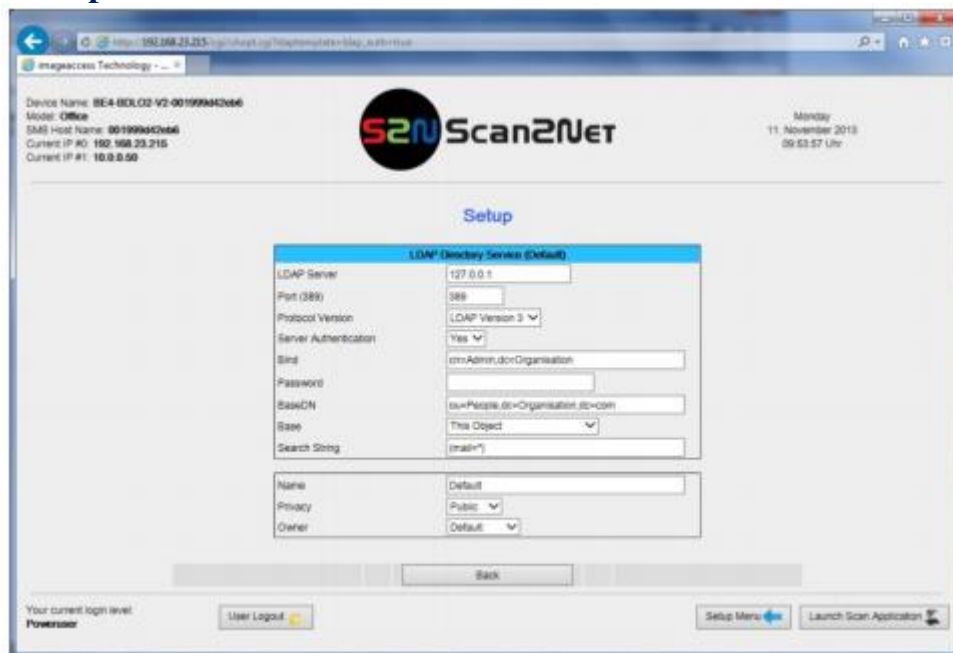 imageaccess Technology - ...
Device Name: BE4-BDLO2-V2-001999d42eb6
Model: Office
SMB Host Name: 001999d42eb6
Current IP #0: 192.168.23.215
Current IP #1: 10.0.0.50
S2N Scan2Net
Monday
11. November 2013
09:53:57 Uhr
Setup
LDAP Directory Service (Default)
LDAP Server 127.0.0.1
Port (389) 389
Protocol Version LDAP Version 3
Server Authentication Yes
Bind cn=Admin,dc=Organisation
Password
BaseDN ou=People,dc=Organisation,dc=com
Base This Object
Search String (mail=*)
Name Default
Privacy Public
Owner Default
Back
Your current login level:
Poweruser
User Logout
Setup Menu
Launch Scan Application